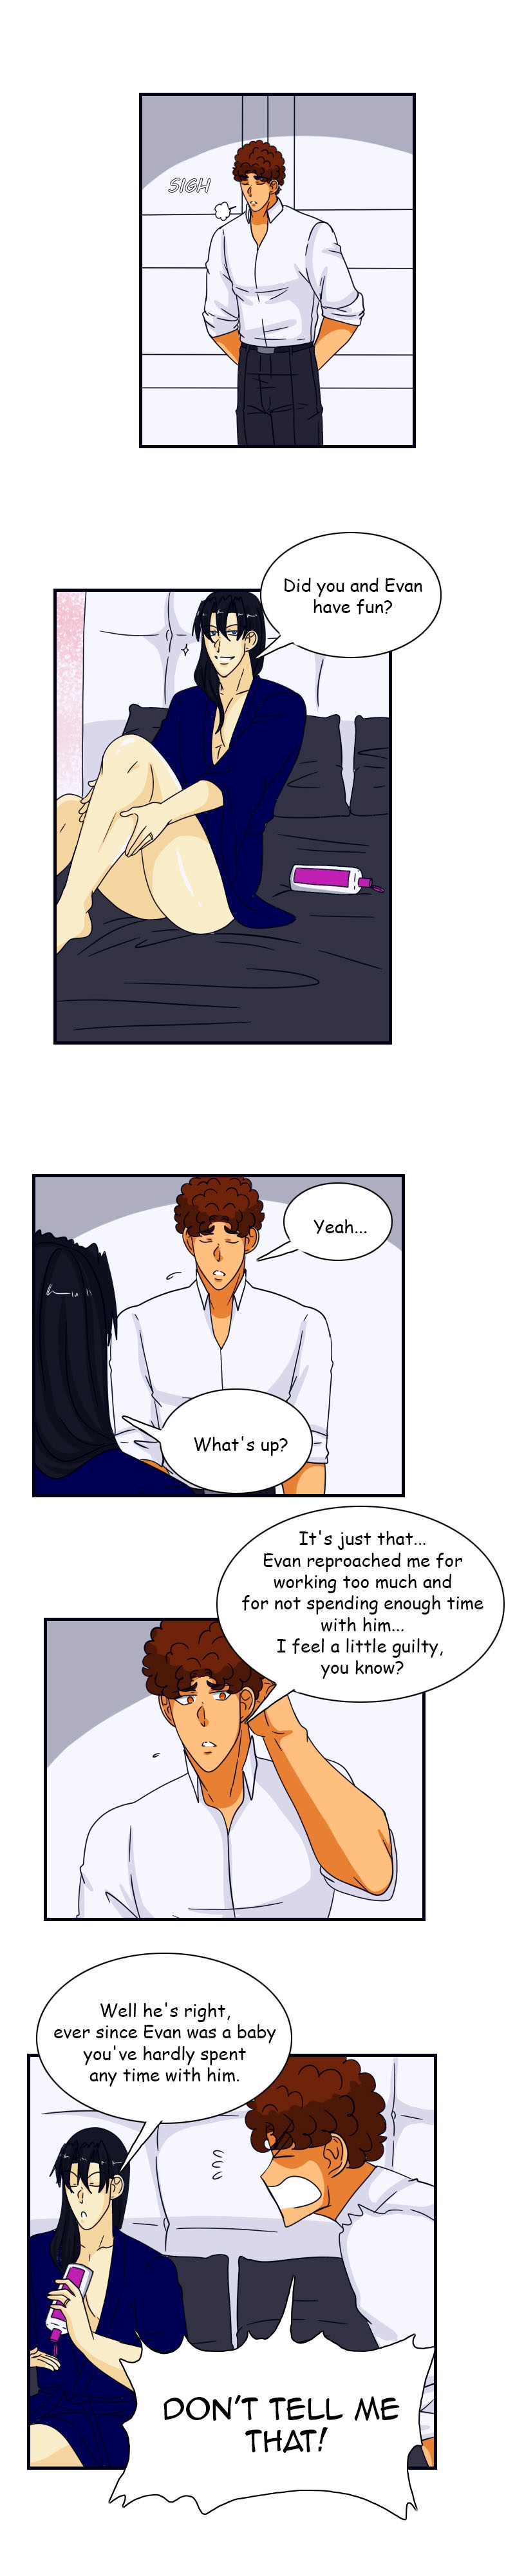 SIGH
Did you and Evan
have fun?
Yeah...
What's up?
It's just that...
Evan reproached me for
working too much and
for not spending enough time
with him...
I feel a little guilty,
you know?
Well he's right,
ever since Evan was a baby
you've hardly spent
any time with him.
DON'T TELL ME
THAT!